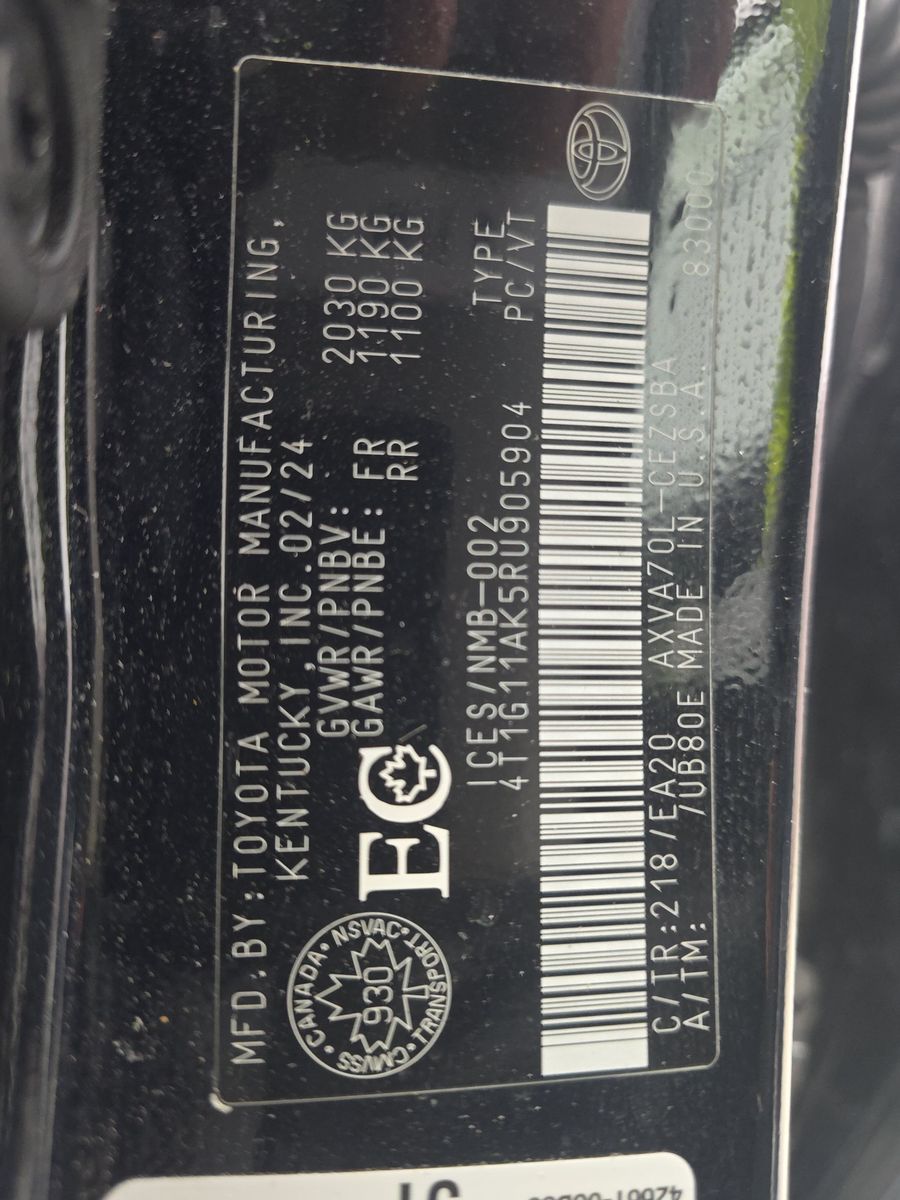 MFD.BY:TOYOTA MOTOR MANUFACTURING,
KENTUCKY,INC.02/24
GVWR/PNBV: 2030 KG
GAWR/PNBE: FR 1190 KG
RR 1100 KG
CANADA • NSVAC • TRANSPORT • CMVSS •
930
EC
ICES/NMB-002 TYPE
4T1G11AK5RU905904 PC/VT
C/TR:218/EA20 AXVA70L-CEZSBA
A/TM: /UB80E MADE IN U.S.A. 83000